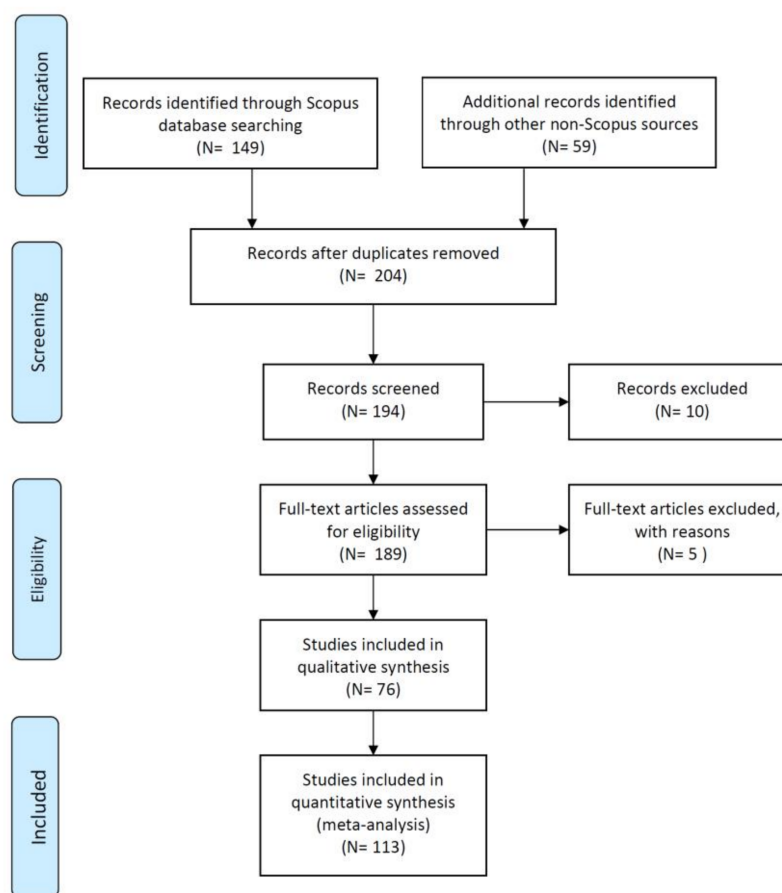 Identification
Records identified through Scopus
database searching
(N= 149)
Additional records identified
through other non-Scopus sources
(N= 59)
Screening
Records after duplicates removed
(N= 204)
Records screened
(N= 194)
Records excluded
(N= 10)
Eligibility
Full-text articles assessed
for eligibility
(N= 189)
Full-text articles excluded,
with reasons
(N= 5 )
Studies included in
qualitative synthesis
(N= 76)
Included
Studies included in
quantitative synthesis
(meta-analysis)
(N= 113)